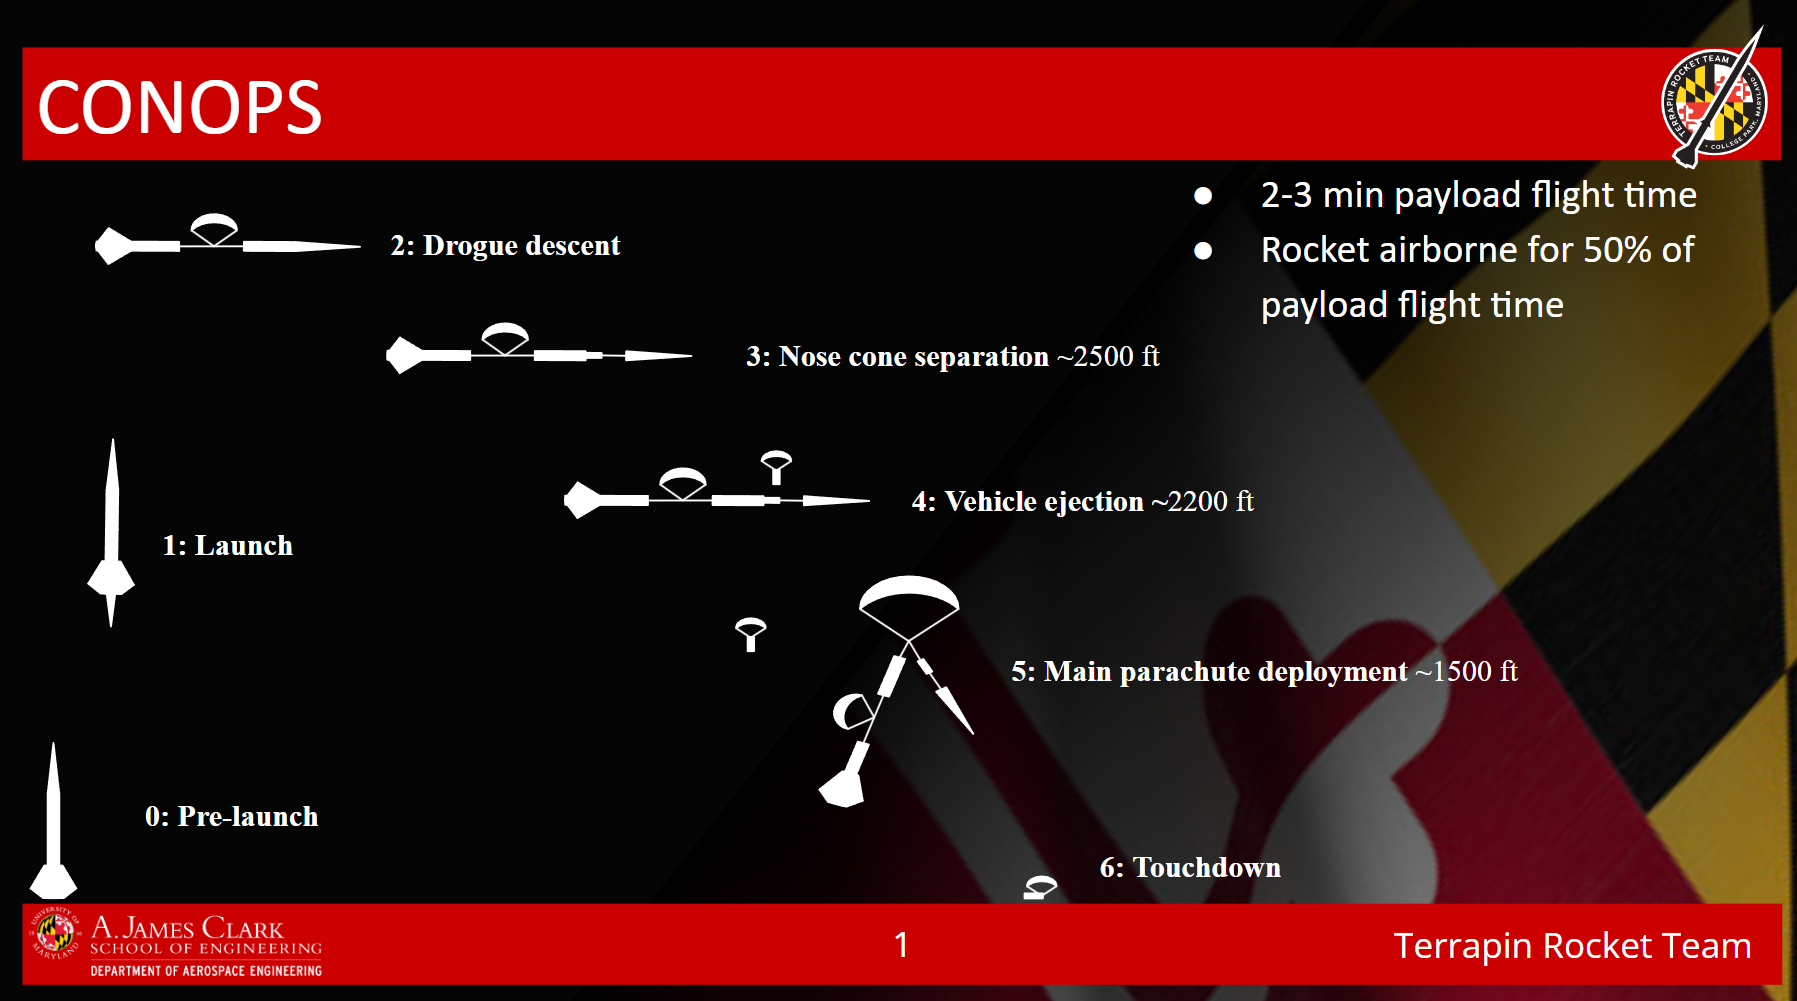 CONOPS
TERRAPIN ROCKET TEAM
COLLEGE PARK, MARYLAND
● 2-3 min payload flight time
● Rocket airborne for 50% of
payload flight time
2: Drogue descent
3: Nose cone separation ~2500 ft
4: Vehicle ejection ~2200 ft
1: Launch
5: Main parachute deployment ~1500 ft
0: Pre-launch
6: Touchdown
UNIVERSITY OF
MARYLAND
18 56
A. JAMES CLARK
SCHOOL OF ENGINEERING
DEPARTMENT OF AEROSPACE ENGINEERING
1
Terrapin Rocket Team